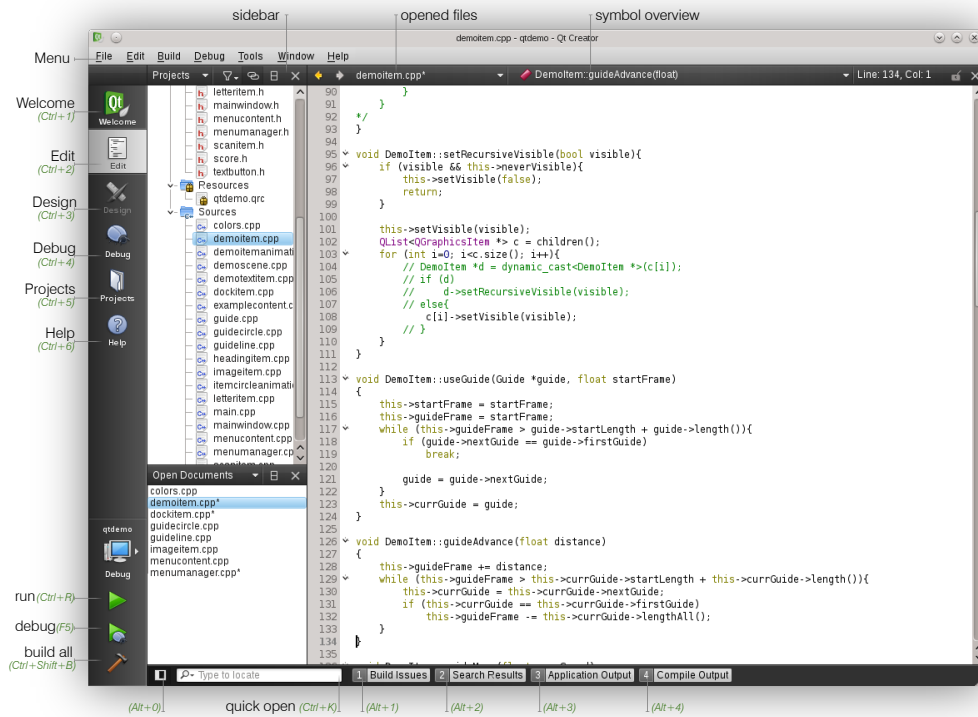 sidebar
opened files
symbol overview
demoitem.cpp - qtdemo - Qt Creator
Menu
File Edit Build Debug Tools Window Help
Projects
demoitem.cpp*
DemoItem::guideAdvance(float)
Line: 134, Col: 1
Welcome
(Ctrl+1)
Edit
(Ctrl+2)
Design
(Ctrl+3)
Debug
(Ctrl+4)
Projects
(Ctrl+5)
Help
(Ctrl+6)
Qt
Welcome
Edit
Design
Debug
Projects
Help
qtdemo
Debug
run (Ctrl+R)
debug (F5)
build all
(Ctrl+Shift+B)
letteritem.h
mainwindow.h
menucontent.h
menumanager.h
scanitem.h
score.h
textbutton.h
Resources
qtdemo.qrc
Sources
colors.cpp
demoitem.cpp
demoitemanimati
demoscene.cpp
demotextitem.cpp
dockitem.cpp
examplecontent.c
guide.cpp
guidecircle.cpp
guideline.cpp
headingitem.cpp
imageitem.cpp
itemcircleanimatic
letteritem.cpp
main.cpp
mainwindow.cpp
menucontent.cpp
menumanager.cp
scanitem.cpp
Open Documents
colors.cpp
demoitem.cpp*
dockitem.cpp*
guidecircle.cpp
guideline.cpp
imageitem.cpp
menucontent.cpp
menumanager.cpp*
90 }
91 }
92 */
93 }
94
95 void DemoItem::setRecursiveVisible(bool visible){
96 if (visible && this->neverVisible){
97 this->setVisible(false);
98 return;
99 }
100
101 this->setVisible(visible);
102 QList<QGraphicsItem *> c = children();
103 for (int i=0; i<c.size(); i++){
104 // DemoItem *d = dynamic_cast<DemoItem *>(c[i]);
105 // if (d)
106 // d->setRecursiveVisible(visible);
107 // else{
108 c[i]->setVisible(visible);
109 // }
110 }
111 }
112
113 void DemoItem::useGuide(Guide *guide, float startFrame)
114 {
115 this->startFrame = startFrame;
116 this->guideFrame = startFrame;
117 while (this->guideFrame > guide->startLength + guide->length()){
118 if (guide->nextGuide == guide->firstGuide)
119 break;
120
121 guide = guide->nextGuide;
122 }
123 this->currGuide = guide;
124 }
125
126 void DemoItem::guideAdvance(float distance)
127 {
128 this->guideFrame += distance;
129 while (this->guideFrame > this->currGuide->startLength + this->currGuide->length()){
130 this->currGuide = this->currGuide->nextGuide;
131 if (this->currGuide == this->currGuide->firstGuide)
132 this->guideFrame -= this->currGuide->lengthAll();
133 }
134 }
135
Type to locate
1 Build Issues
2 Search Results
3 Application Output
4 Compile Output
(Alt+0)
quick open (Ctrl+K)
(Alt+1)
(Alt+2)
(Alt+3)
(Alt+4)